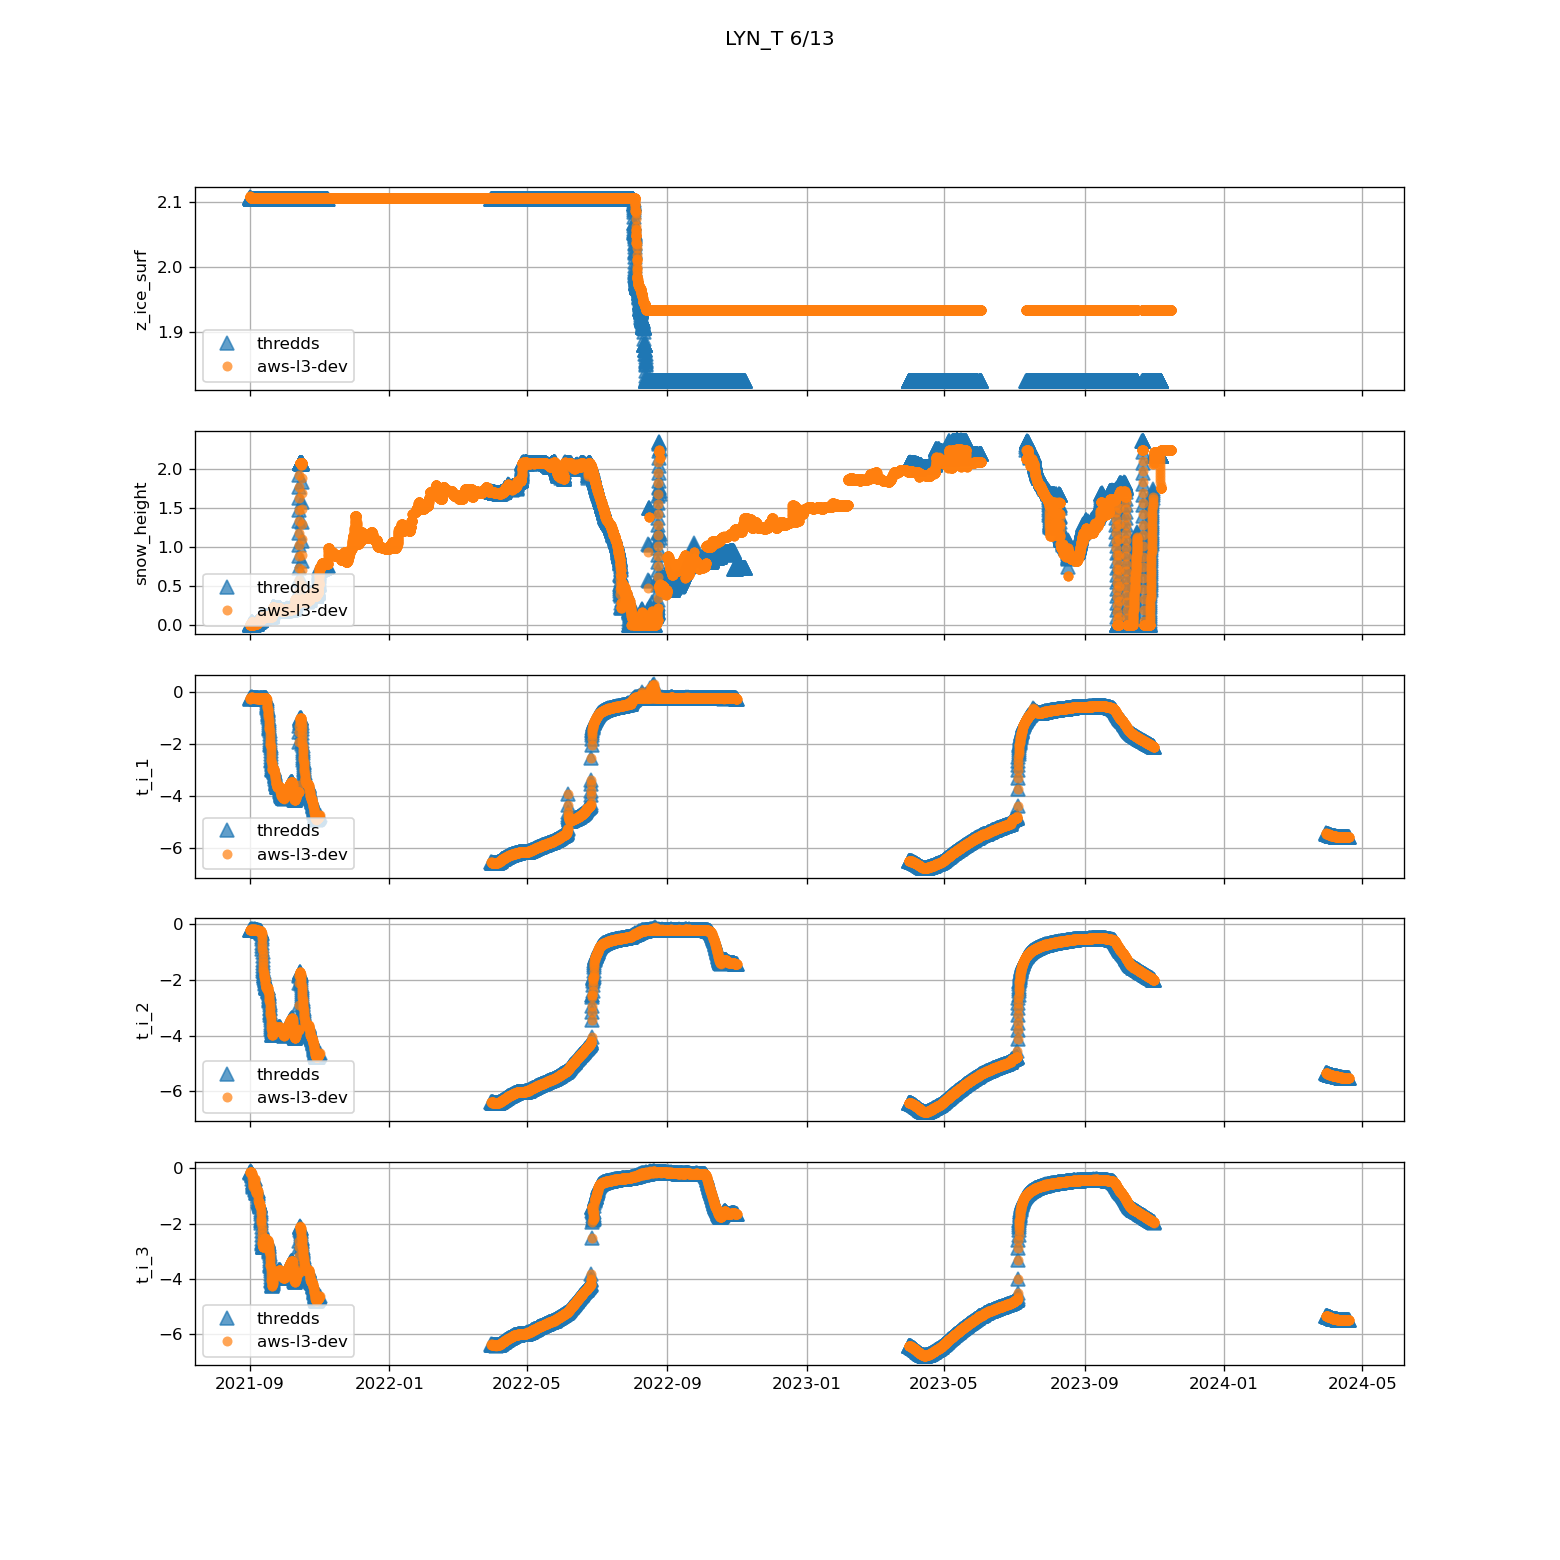 LYN_T 6/13
2.1
2.0
1.9
z_ice_surf
thredds
aws-l3-dev
2.0
1.5
1.0
0.5
0.0
snow_height
thredds
aws-l3-dev
0
−2
−4
−6
t_i_1
thredds
aws-l3-dev
0
−2
−4
−6
t_i_2
thredds
aws-l3-dev
0
−2
−4
−6
t_i_3
thredds
aws-l3-dev
2021-09 2022-01 2022-05 2022-09 2023-01 2023-05 2023-09 2024-01 2024-05